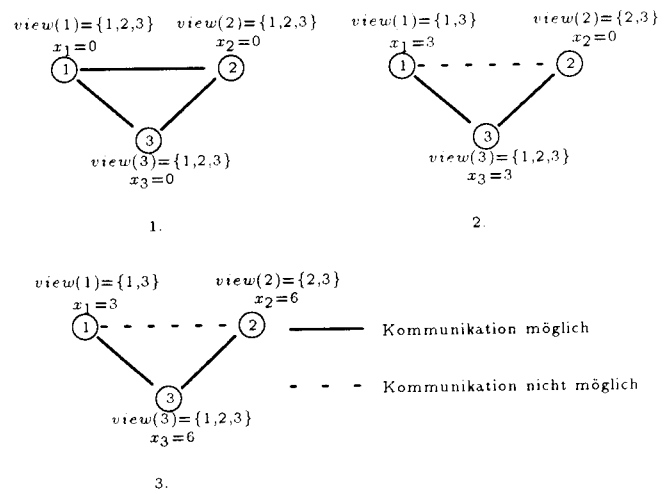 view(1)={1,2,3} view(2)={1,2,3}
x1=0 x2=0
1 2
3
view(3)={1,2,3}
x3=0
1.
view(1)={1,3} view(2)={2,3}
x1=3 x2=0
1 2
3
view(3)={1,2,3}
x3=3
2.
view(1)={1,3} view(2)={2,3}
x1=3 x2=6
1 2
3
view(3)={1,2,3}
x3=6
3.
Kommunikation möglich
Kommunikation nicht möglich